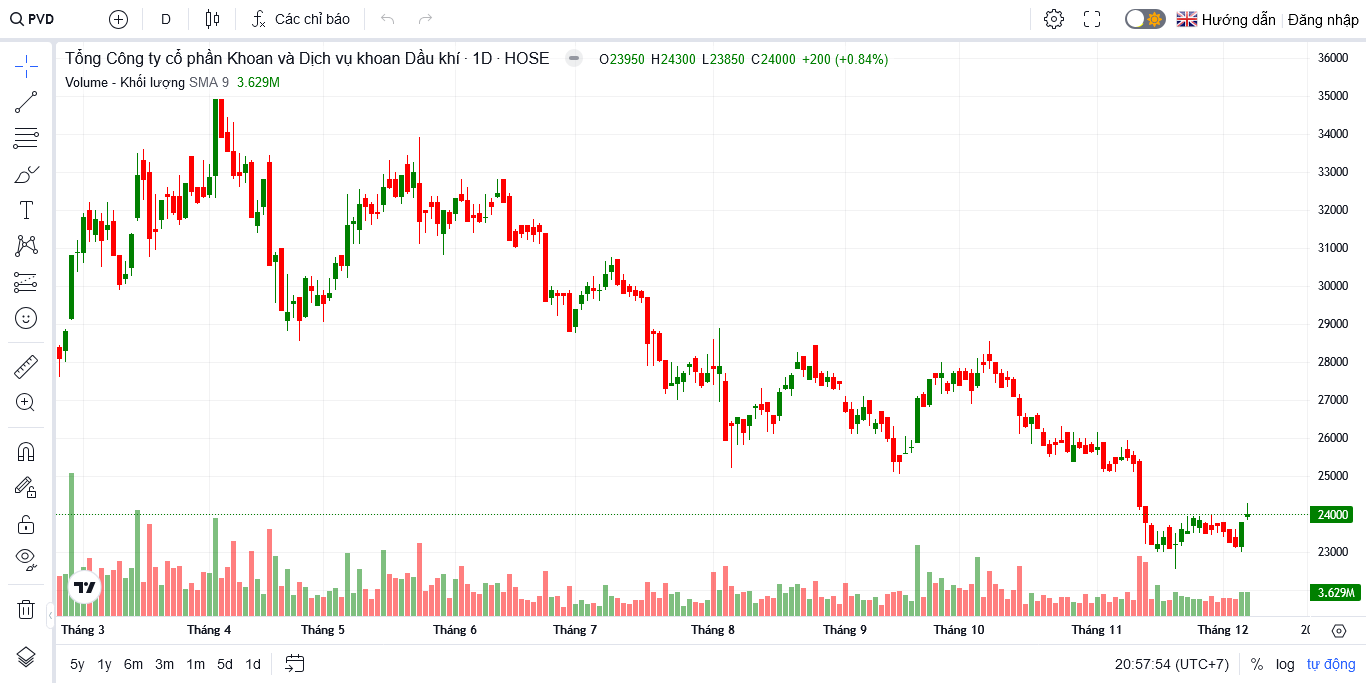 PVD
D
Các chỉ báo
Hướng dẫn
Đăng nhập
Tổng Công ty cổ phần Khoan và Dịch vụ khoan Dầu khí · 1D · HOSE
O23950 H24300 L23850 C24000 +200 (+0.84%)
Volume - Khối lượng SMA 9 3.629M
36000
35000
34000
33000
32000
31000
30000
29000
28000
27000
26000
25000
24000
23000
3.629M
Tháng 3 Tháng 4 Tháng 5 Tháng 6 Tháng 7 Tháng 8 Tháng 9 Tháng 10 Tháng 11 Tháng 12
5y 1y 6m 3m 1m 5d 1d
20:57:54 (UTC+7)
% log tự động